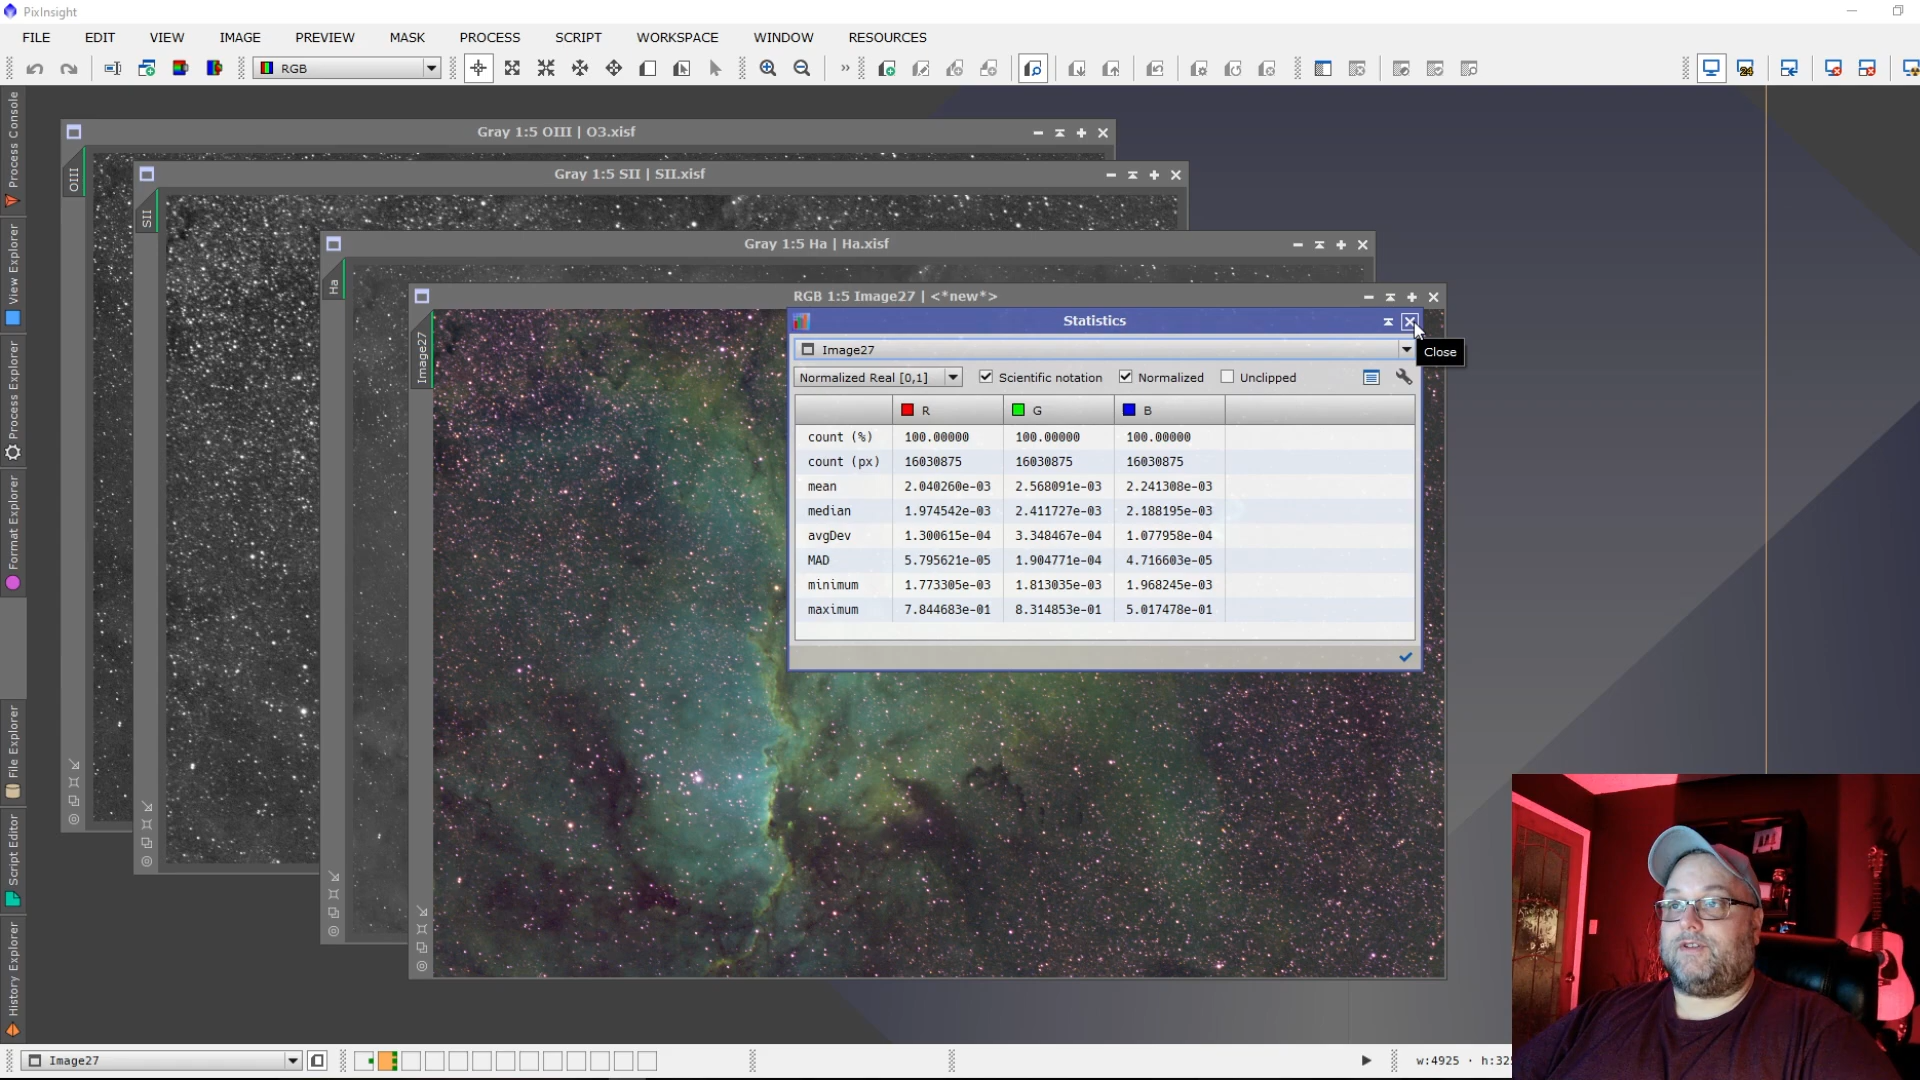 PixInsight
FILE EDIT VIEW IMAGE PREVIEW MASK PROCESS SCRIPT WORKSPACE WINDOW RESOURCES
RGB
24
Process Console
View Explorer
Process Explorer
Format Explorer
File Explorer
Script Editor
History Explorer
Gray 1:5 OIII | O3.xisf
OIII
Gray 1:5 SII | SII.xisf
SII
Gray 1:5 Ha | Ha.xisf
Ha
RGB 1:5 Image27 | <*new*>
Image27
Statistics
Image27
Close
Normalized Real [0,1] Scientific notation Normalized Unclipped
R G B
count (%) 100.00000 100.00000 100.00000
count (px) 16030875 16030875 16030875
mean 2.040260e-03 2.568091e-03 2.241308e-03
median 1.974542e-03 2.411727e-03 2.188195e-03
avgDev 1.300615e-04 3.348467e-04 1.077958e-04
MAD 5.795621e-05 1.904771e-04 4.716603e-05
minimum 1.773305e-03 1.813035e-03 1.968245e-03
maximum 7.844683e-01 8.314853e-01 5.017478e-01
Image27
w:4925 · h:325